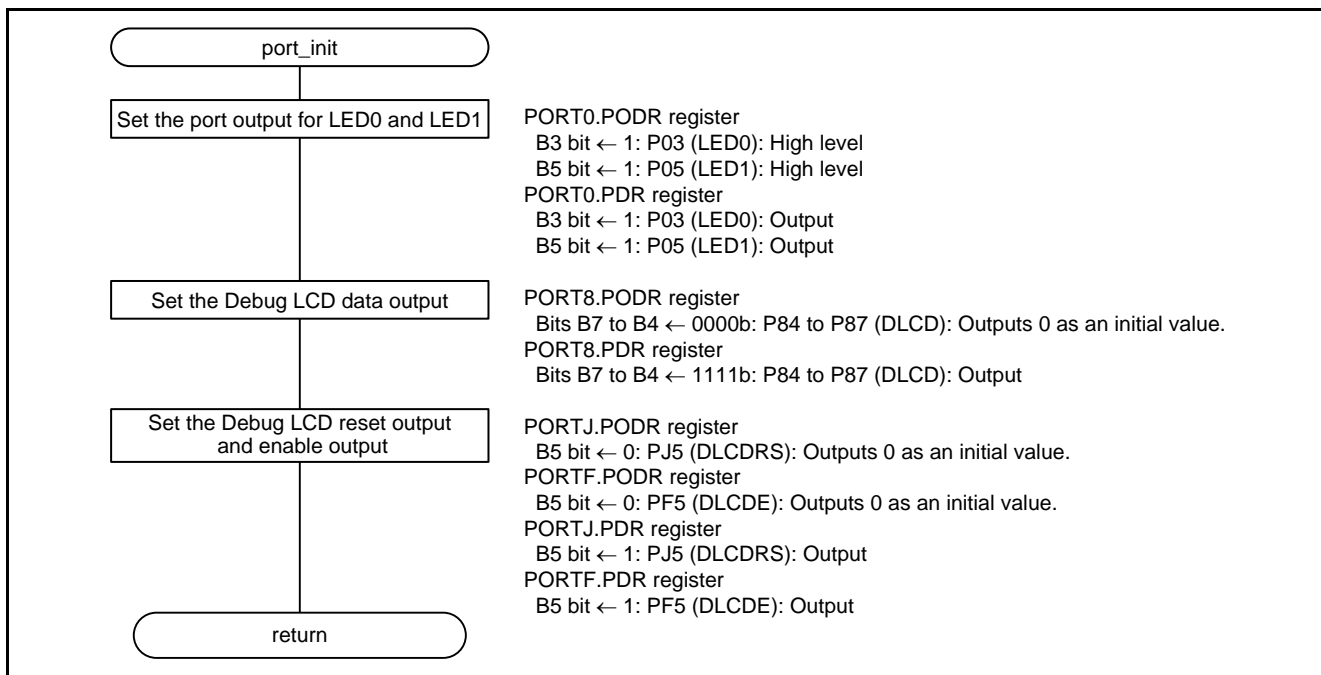 port_init
Set the port output for LED0 and LED1
PORT0.PODR register
B3 bit ← 1: P03 (LED0): High level
B5 bit ← 1: P05 (LED1): High level
PORT0.PDR register
B3 bit ← 1: P03 (LED0): Output
B5 bit ← 1: P05 (LED1): Output
Set the Debug LCD data output
PORT8.PODR register
Bits B7 to B4 ← 0000b: P84 to P87 (DLCD): Outputs 0 as an initial value.
PORT8.PDR register
Bits B7 to B4 ← 1111b: P84 to P87 (DLCD): Output
Set the Debug LCD reset output
and enable output
PORTJ.PODR register
B5 bit ← 0: PJ5 (DLCDRS): Outputs 0 as an initial value.
PORTF.PODR register
B5 bit ← 0: PF5 (DLCDE): Outputs 0 as an initial value.
PORTJ.PDR register
B5 bit ← 1: PJ5 (DLCDRS): Output
PORTF.PDR register
B5 bit ← 1: PF5 (DLCDE): Output
return